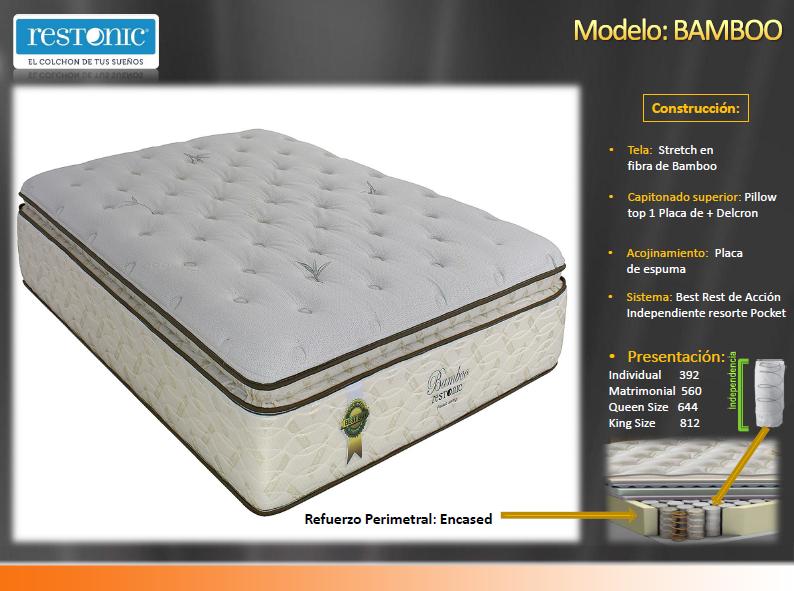 RESTONIC®
EL COLCHON DE TUS SUEÑOS
Modelo: BAMBOO
Construcción:
• Tela: Stretch en
fibra de Bamboo
• Capitonado superior: Pillow
top 1 Placa de + Delcron
• Acojinamiento: Placa
de espuma
• Sistema: Best Rest de Acción
Independiente resorte Pocket
• Presentación:
Individual 392
Matrimonial 560
Queen Size 644
King Size 812
Independencia
Bamboo
RESTONIC
Refuerzo Perimetral: Encased